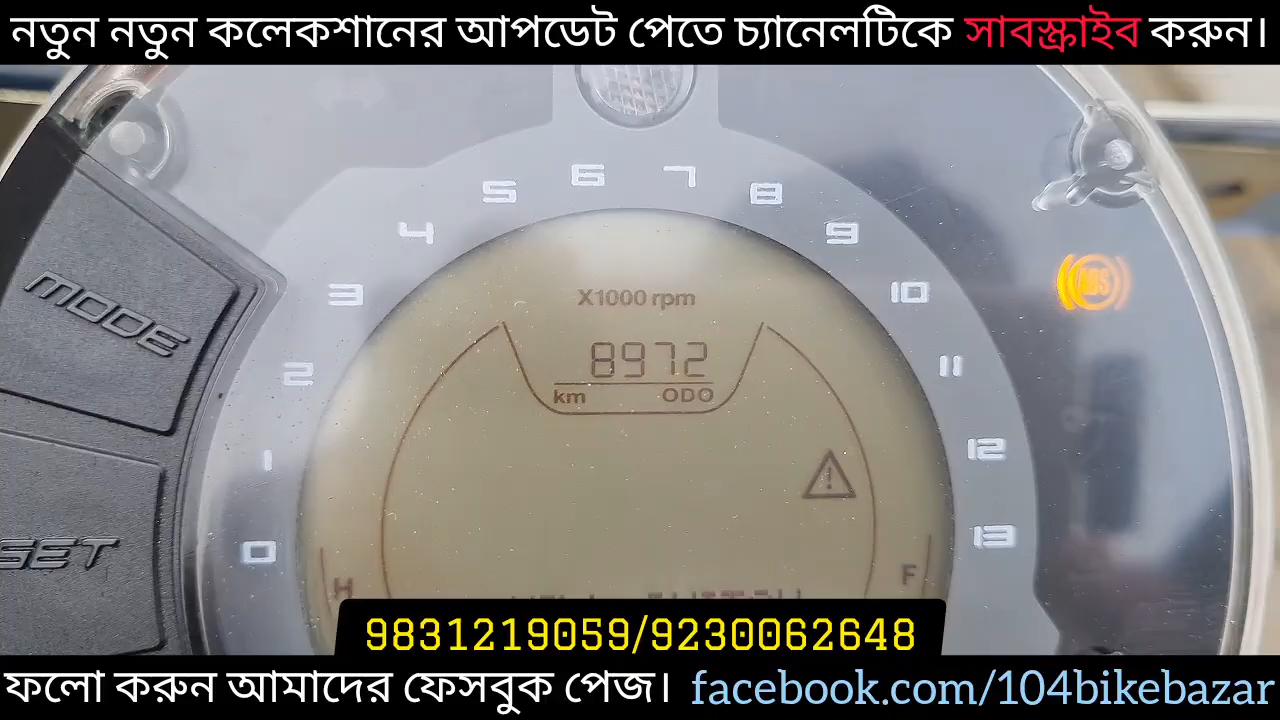 নতুন নতুন কলেকশানের আপডেট পেতে চ্যানেলটিকে সাবস্ক্রাইব করুন।
6 7
5 8
4 9
X1000 rpm
3 10
MODE
8972
2 11
km ODO
1 12
SET
0 13
H F
9831219059/9230062648
ফলো করুন আমাদের ফেসবুক পেজ। facebook.com/104bikebazar